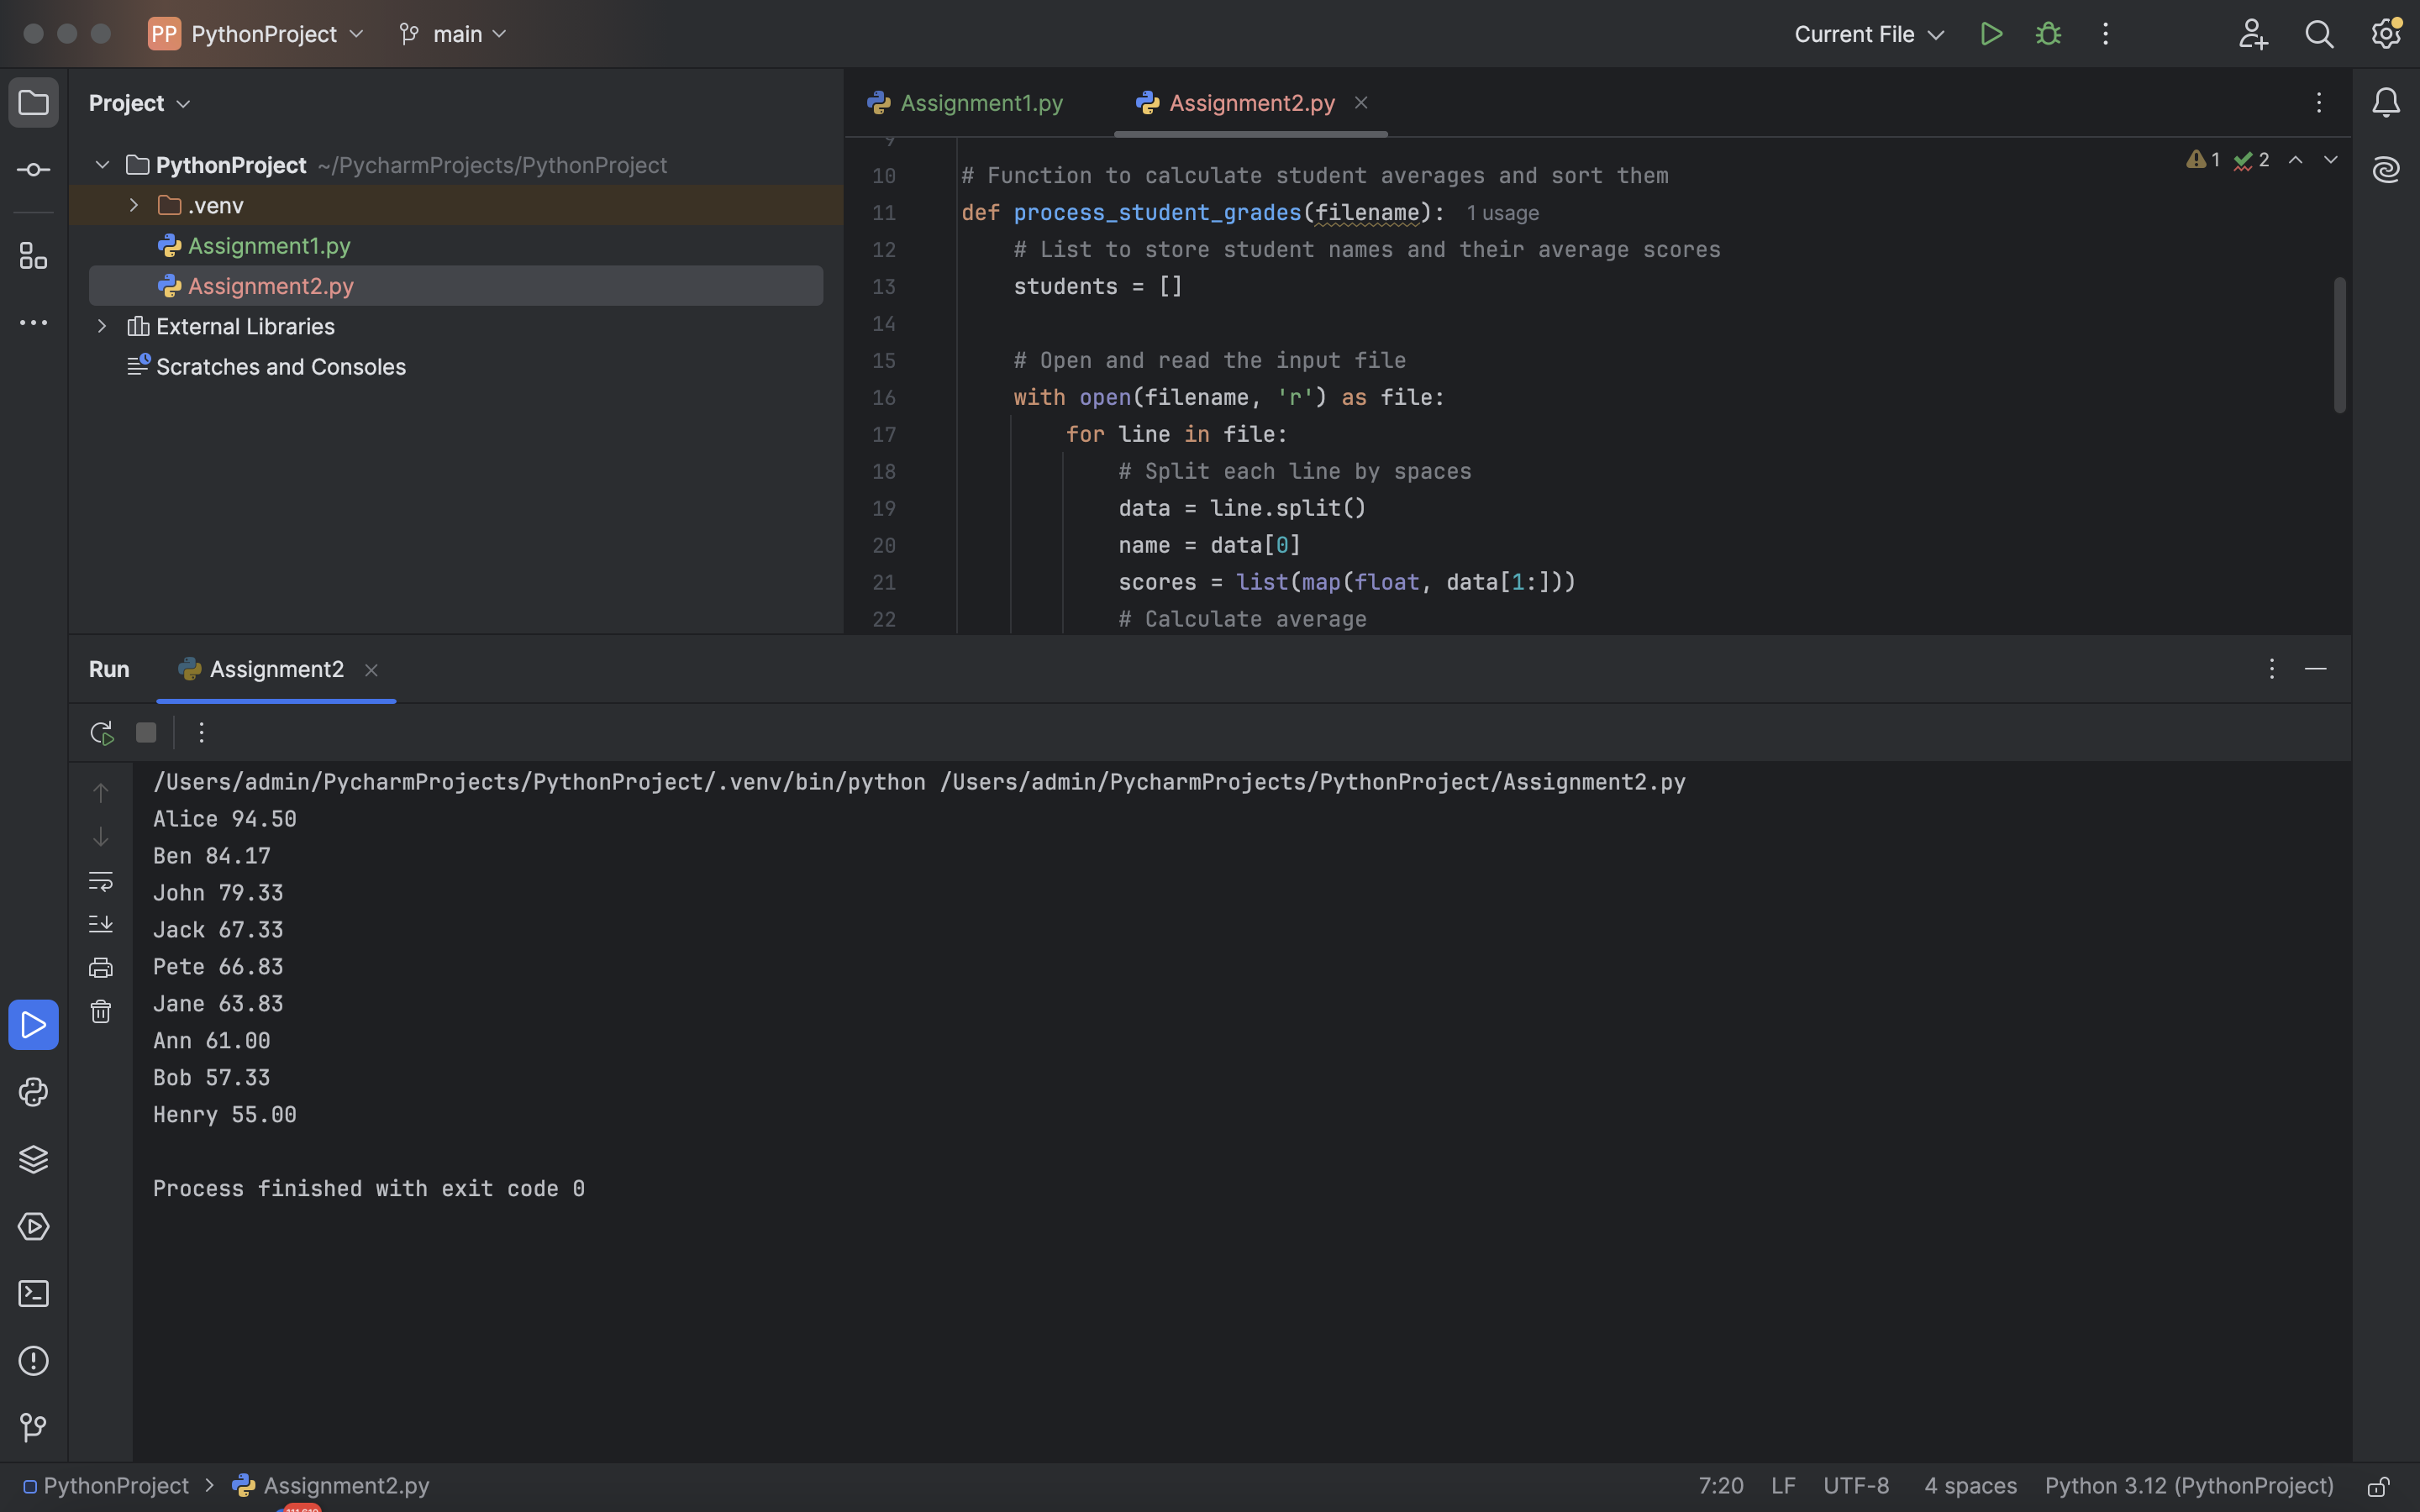 PP PythonProject main
Current File
Project
PythonProject ~/PycharmProjects/PythonProject
.venv
Assignment1.py
Assignment2.py
External Libraries
Scratches and Consoles
Assignment1.py Assignment2.py
1 2
9
10 # Function to calculate student averages and sort them
11 def process_student_grades(filename): 1 usage
12 # List to store student names and their average scores
13 students = []
14
15 # Open and read the input file
16 with open(filename, 'r') as file:
17 for line in file:
18 # Split each line by spaces
19 data = line.split()
20 name = data[0]
21 scores = list(map(float, data[1:]))
22 # Calculate average
Run Assignment2
/Users/admin/PycharmProjects/PythonProject/.venv/bin/python /Users/admin/PycharmProjects/PythonProject/Assignment2.py
Alice 94.50
Ben 84.17
John 79.33
Jack 67.33
Pete 66.83
Jane 63.83
Ann 61.00
Bob 57.33
Henry 55.00
Process finished with exit code 0
PythonProject > Assignment2.py
7:20 LF UTF-8 4 spaces Python 3.12 (PythonProject)